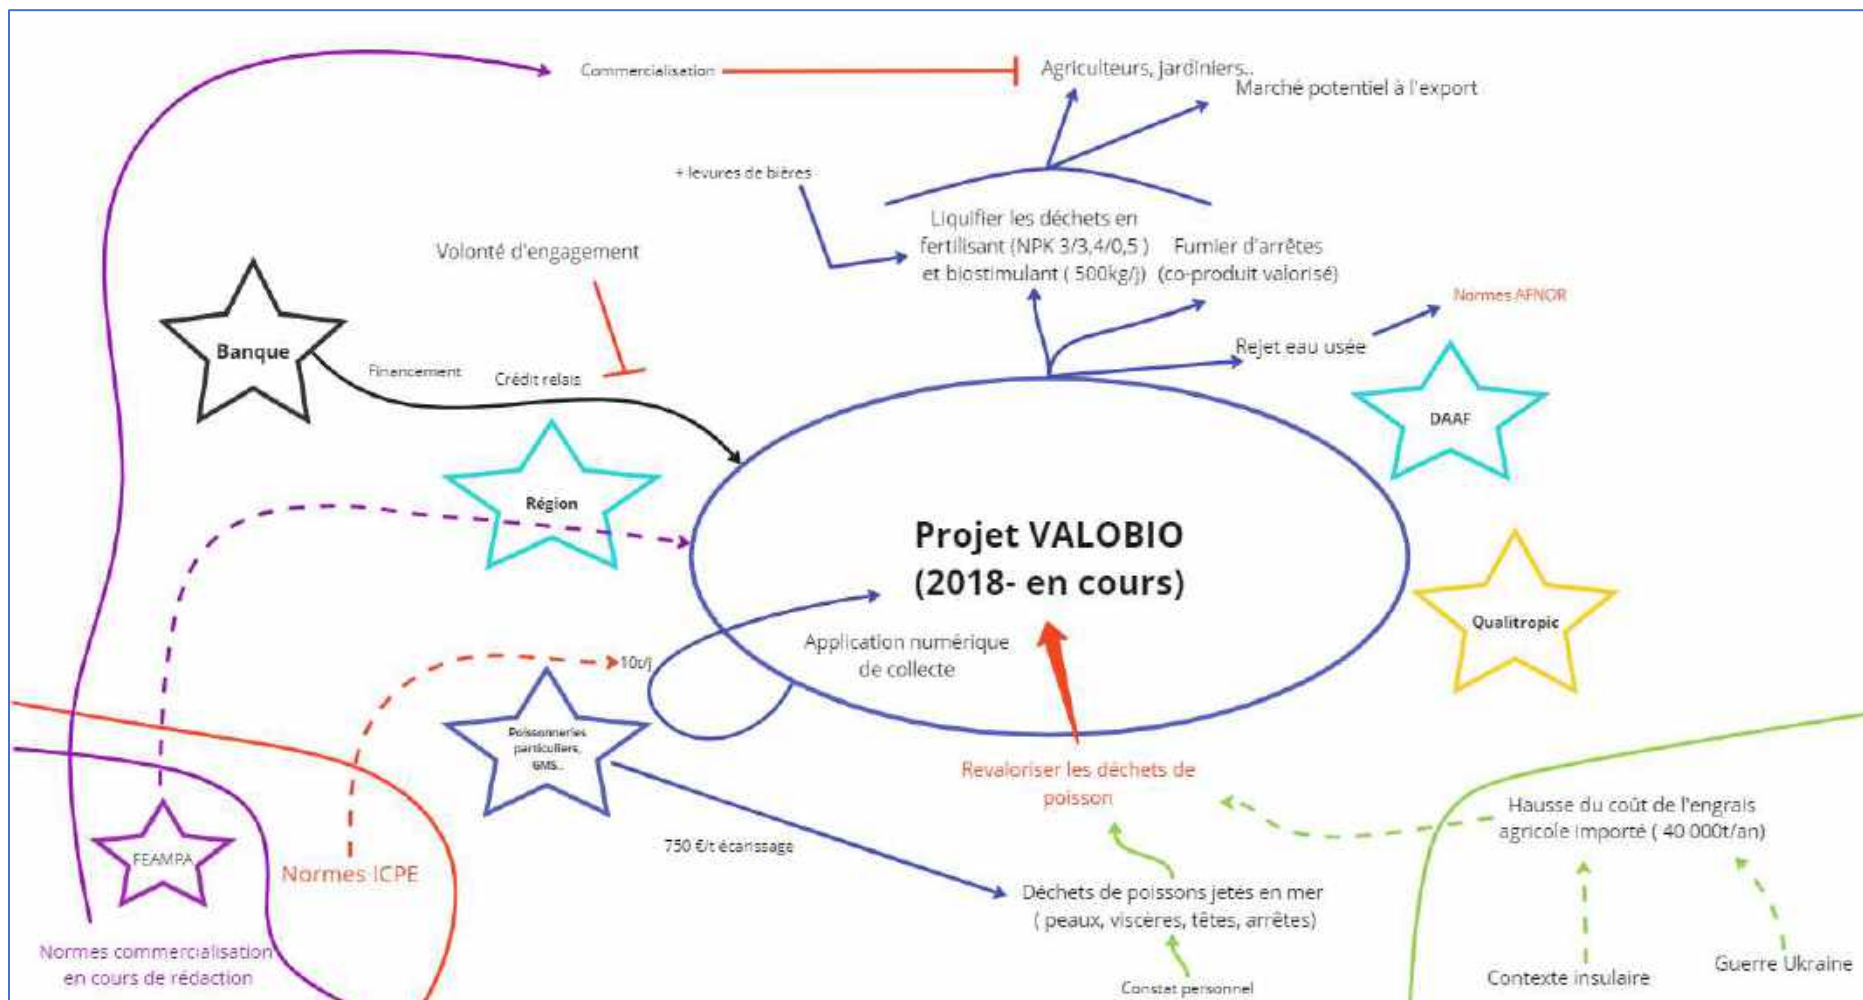 Commercialisation
Agriculteurs, jardiniers..
Marché potentiel à l'export
+ levures de bières
Liquifier les déchets en
fertilisant (NPK 3/3,4/0,5 )
et biostimulant ( 500kg/j)
Fumier d'arrêtes
(co-produit valorisé)
Volonté d'engagement
Normes AFNOR
Rejet eau usée
Banque
Financement
Crédit relais
DAAF
Région
Projet VALOBIO
(2018- en cours)
Qualitropic
Application numérique
de collecte
10t/j
Poissonneries
particuliers,
GMS..
Revaloriser les déchets de
poisson
Hausse du coût de l'engrais
agricole importé ( 40 000t/an)
750 €/t écarissage
FEAMPA
Normes ICPE
Déchets de poissons jetés en mer
( peaux, viscères, têtes, arrêtes)
Normes commercialisation
en cours de rédaction
Constat personnel
Contexte insulaire
Guerre Ukraine